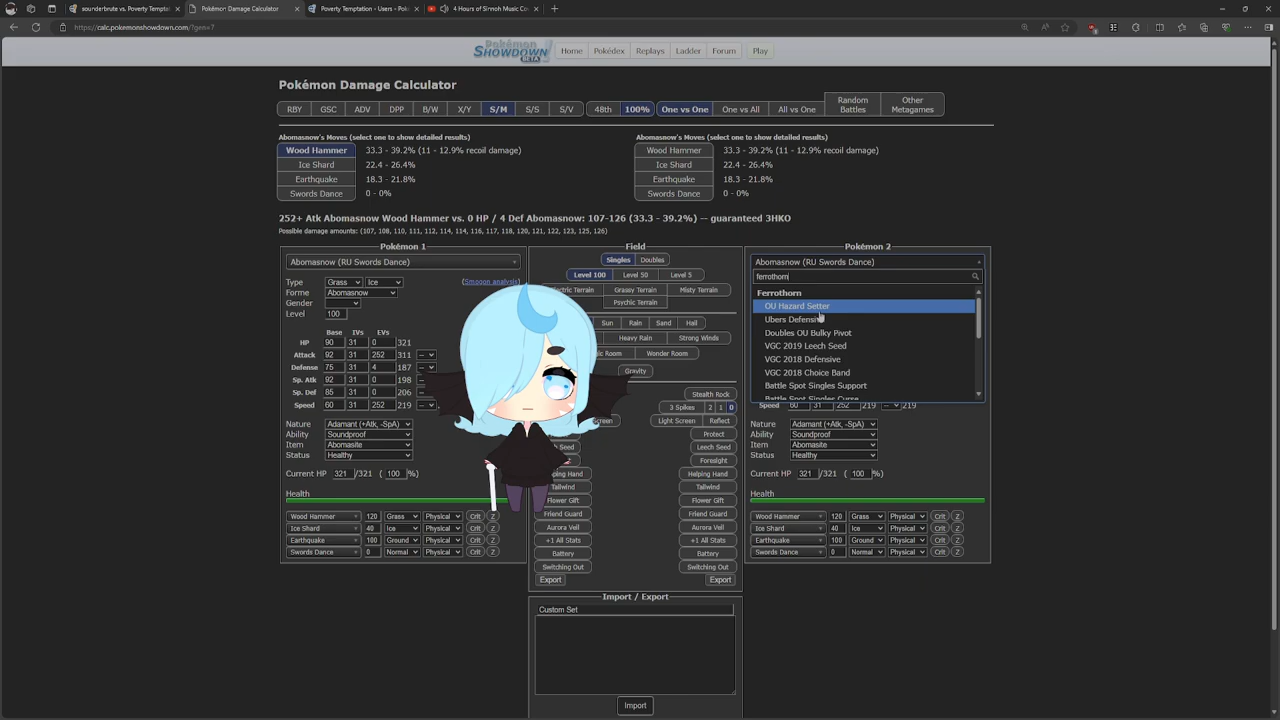 sounderbrute vs. Poverty Temptat
Pokémon Damage Calculator
Poverty Temptation - Users - Pok
4 Hours of Sinnoh Music Co
https://calc.pokemonshowdown.com/?gen=7
Pokémon
SHOWDOWN
BETA
Home
Pokédex
Replays
Ladder
Forum
Play
Pokémon Damage Calculator
RBY GSC ADV DPP B/W X/Y S/M S/S S/V 48th 100% One vs One One vs All All vs One Random Battles Other Metagames
Abomasnow's Moves (select one to show detailed results)
Wood Hammer 33.3 - 39.2% (11 - 12.9% recoil damage)
Ice Shard 22.4 - 26.4%
Earthquake 18.3 - 21.8%
Swords Dance 0 - 0%
Abomasnow's Moves (select one to show detailed results)
Wood Hammer 33.3 - 39.2% (11 - 12.9% recoil damage)
Ice Shard 22.4 - 26.4%
Earthquake 18.3 - 21.8%
Swords Dance 0 - 0%
252+ Atk Abomasnow Wood Hammer vs. 0 HP / 4 Def Abomasnow: 107-126 (33.3 - 39.2%) -- guaranteed 3HKO
Possible damage amounts: (107, 108, 110, 111, 112, 114, 114, 116, 117, 118, 120, 121, 122, 123, 125, 126)
Pokémon 1
Abomasnow (RU Swords Dance)
Type Grass Ice (Smogon analysis)
Forme Abomasnow
Gender
Level 100
Base IVs EVs
HP 90 31 0 321
Attack 92 31 252 311 --
Defense 75 31 4 187 --
Sp. Atk 92 31 0 198
Sp. Def 85 31 0 206
Speed 60 31 252 219 --
Nature Adamant (+Atk, -SpA)
Ability Soundproof
Item Abomasite
Status Healthy
Current HP 321 /321 ( 100 %)
Health
Wood Hammer 120 Grass Physical Crit Z
Ice Shard 40 Ice Physical Crit Z
Earthquake 100 Ground Physical Crit Z
Swords Dance 0 Normal Physical Crit Z
Field
Singles Doubles
Level 100 Level 50 Level 5
ctric Terrain Grassy Terrain Misty Terrain
Psychic Terrain
Sun Rain Sand Hail
Heavy Rain Strong Winds
Room Wonder Room
Gravity
Stealth Rock
3 Spikes 2 1 0
creen Light Screen Reflect
Protect
ech Seed Leech Seed
Foresight
elping Hand Helping Hand
Tailwind Tailwind
Flower Gift Flower Gift
Friend Guard Friend Guard
Aurora Veil Aurora Veil
+1 All Stats +1 All Stats
Battery Battery
Switching Out Switching Out
Export Export
Import / Export
Custom Set
Import
Pokémon 2
Abomasnow (RU Swords Dance)
ferrothorn
Ferrothorn
OU Hazard Setter
Ubers Defensive
Doubles OU Bulky Pivot
VGC 2019 Leech Seed
VGC 2018 Defensive
VGC 2018 Choice Band
Battle Spot Singles Support
Battle Spot Singles Curse
Speed 60 31 252 219 -- 219
Nature Adamant (+Atk, -SpA)
Ability Soundproof
Item Abomasite
Status Healthy
Current HP 321 /321 ( 100 %)
Health
Wood Hammer 120 Grass Physical Crit Z
Ice Shard 40 Ice Physical Crit Z
Earthquake 100 Ground Physical Crit Z
Swords Dance 0 Normal Physical Crit Z